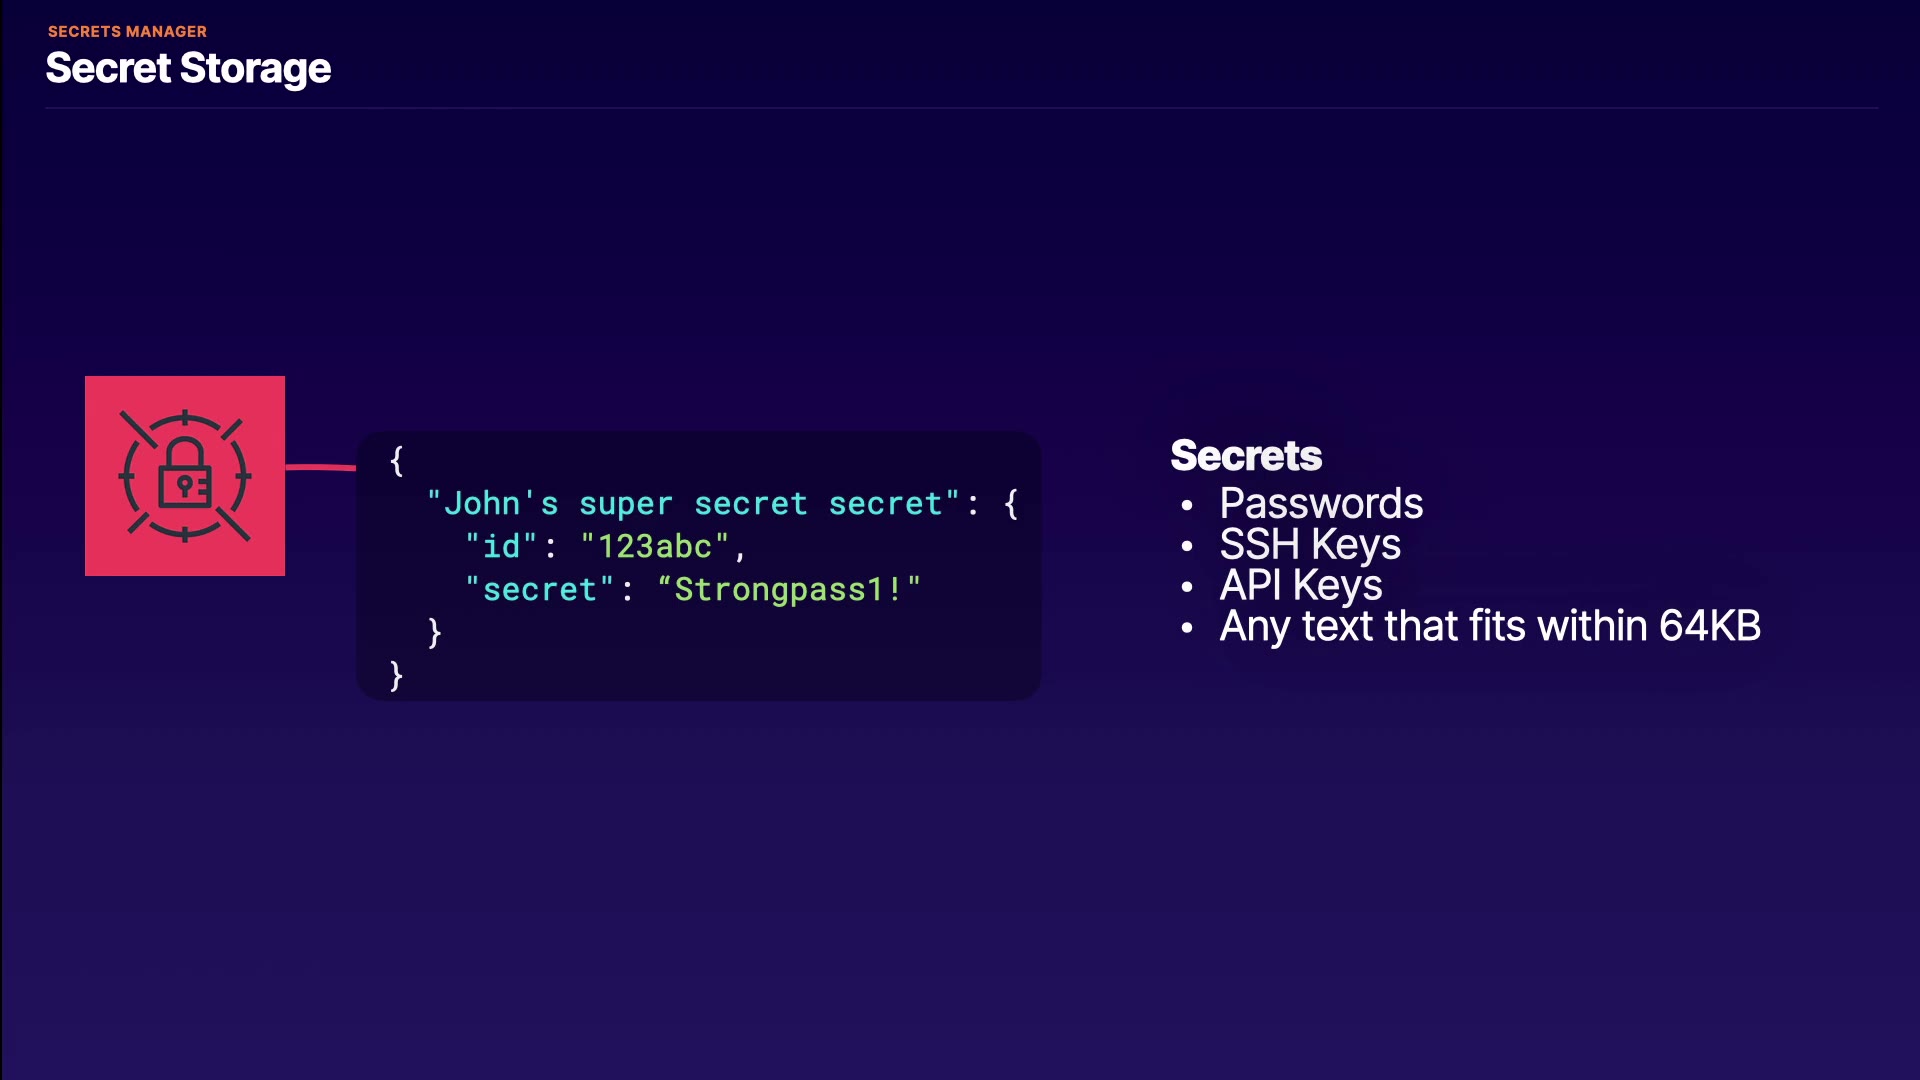 SECRETS MANAGER
Secret Storage
{
"John's super secret secret": {
"id": "123abc",
"secret": “Strongpass1!"
}
}
Secrets
• Passwords
• SSH Keys
• API Keys
• Any text that fits within 64KB